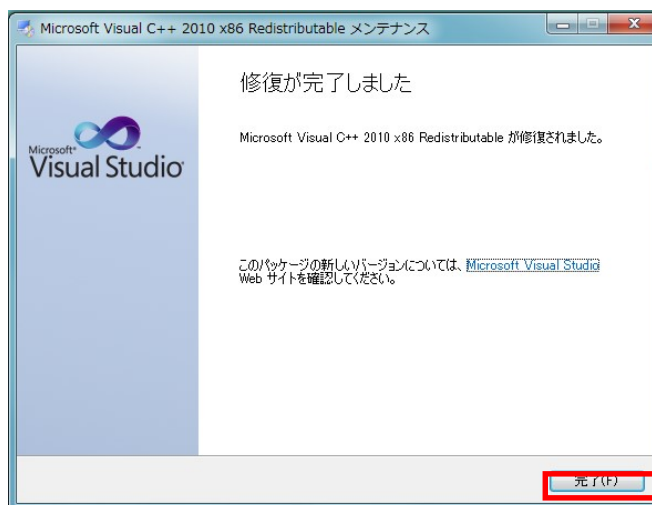 Microsoft Visual C++ 2010 x86 Redistributable メンテナンス
修復が完了しました
Microsoft Visual C++ 2010 x86 Redistributable が修復されました。
Microsoft
Visual Studio
このパッケージの新しいバージョンについては、Microsoft Visual Studio
Web サイトを確認してください。
完了(F)